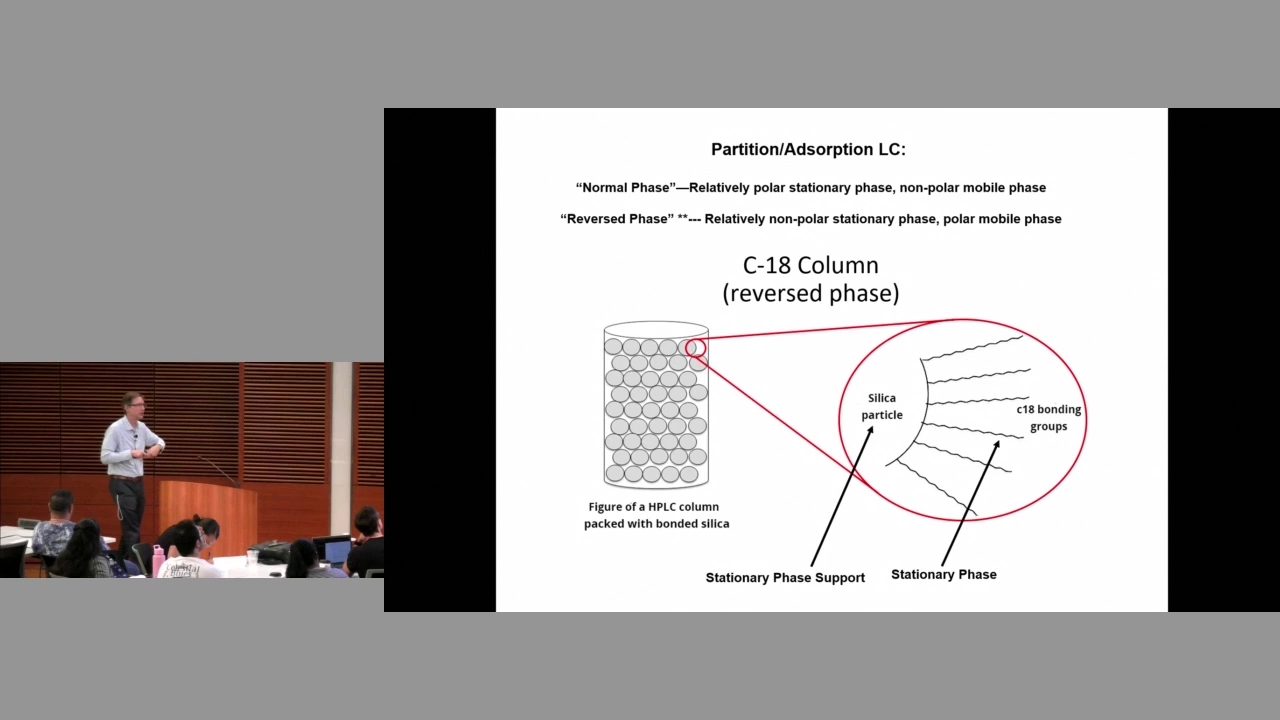 Partition/Adsorption LC:
“Normal Phase”—Relatively polar stationary phase, non-polar mobile phase
“Reversed Phase” **--- Relatively non-polar stationary phase, polar mobile phase
C-18 Column
(reversed phase)
Silica
particle
c18 bonding
groups
Figure of a HPLC column
packed with bonded silica
Stationary Phase Support
Stationary Phase